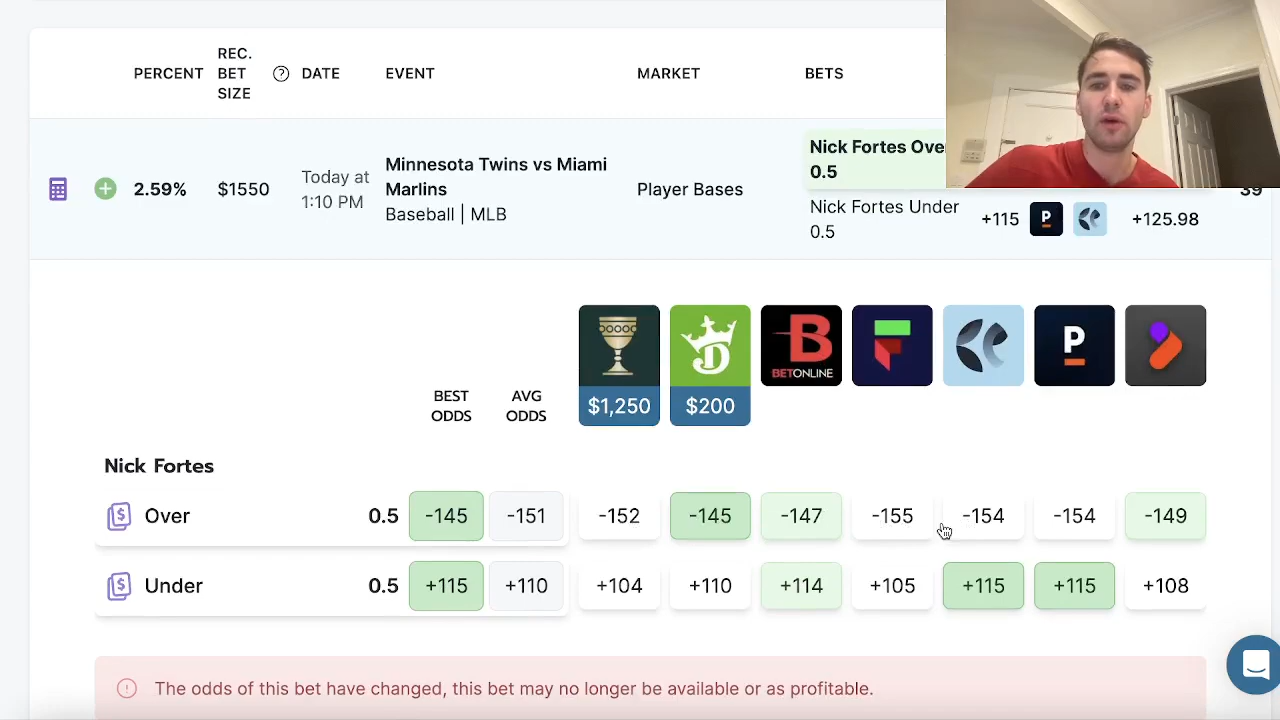 PERCENT
REC.
BET
SIZE
?
DATE
EVENT
MARKET
BETS
2.59%
$1550
Today at
1:10 PM
Minnesota Twins vs Miami
Marlins
Baseball | MLB
Player Bases
Nick Fortes Over
0.5
Nick Fortes Under
0.5
+115
P
+125.98
39
D
B
BETONLINE
P
$1,250
$200
BEST
ODDS
AVG
ODDS
Nick Fortes
Over 0.5 -145 -151 -152 -145 -147 -155 -154 -154 -149
Under 0.5 +115 +110 +104 +110 +114 +105 +115 +115 +108
The odds of this bet have changed, this bet may no longer be available or as profitable.